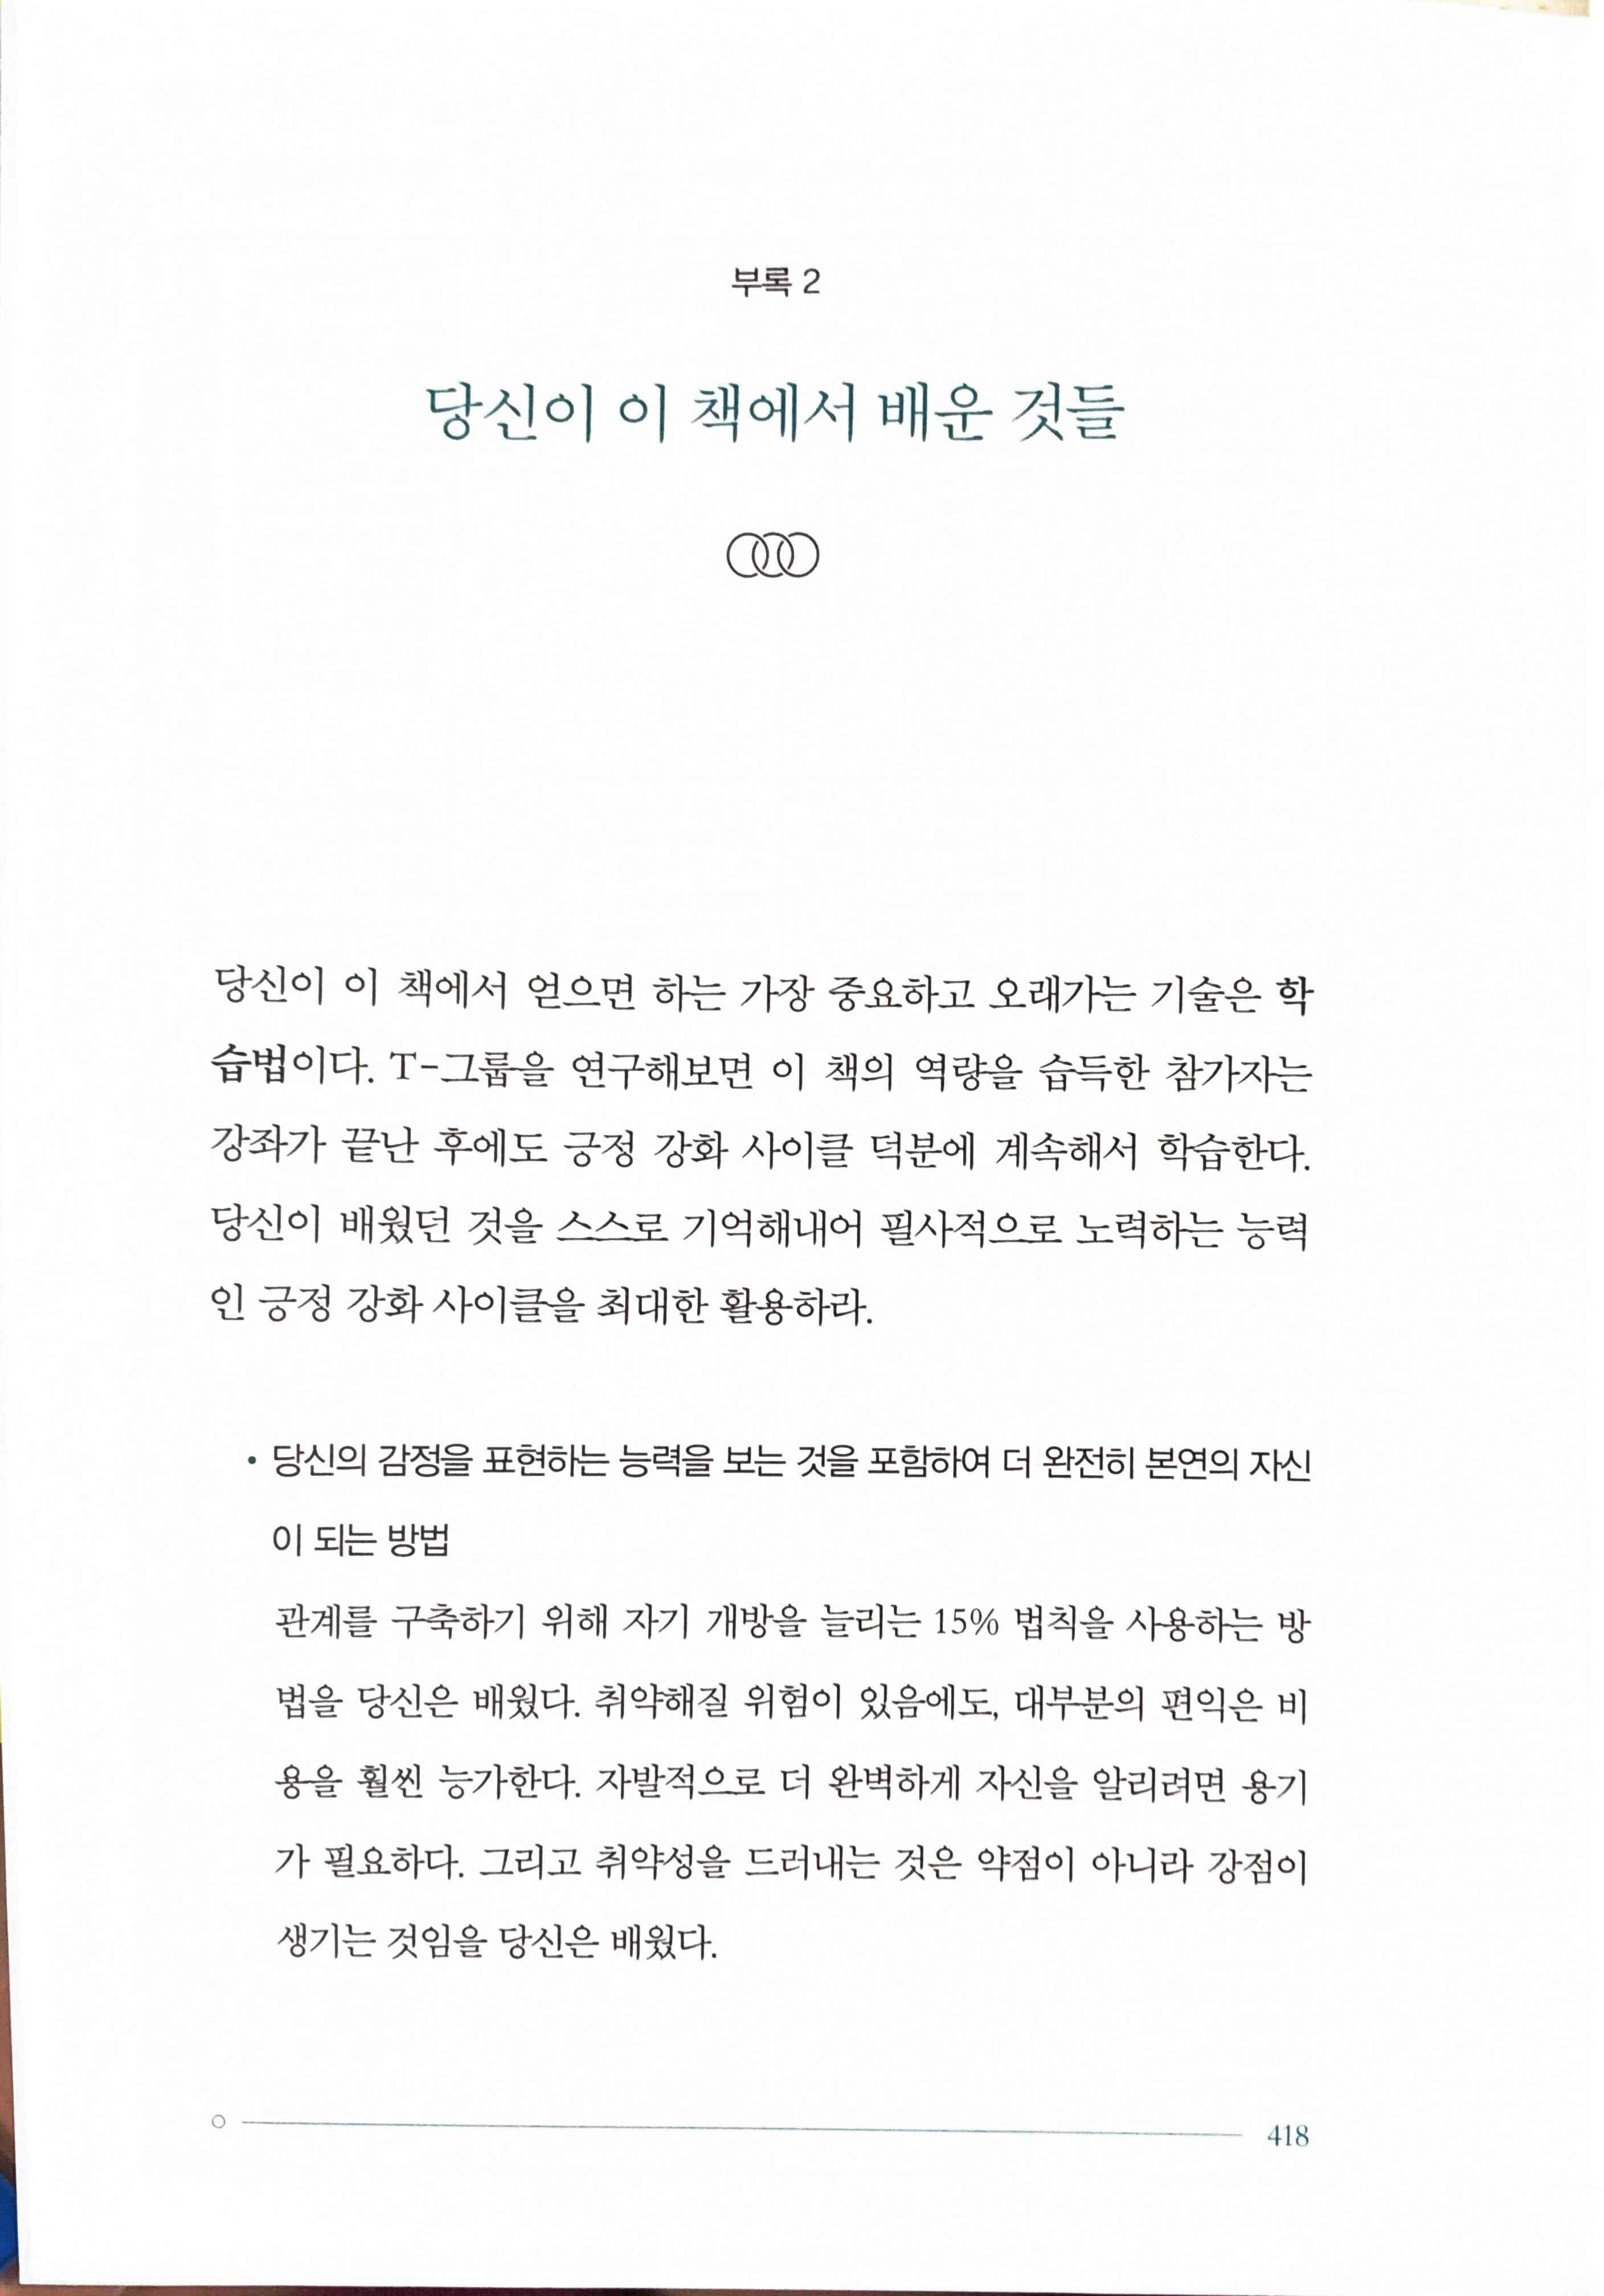 부록 2
당신이 이 책에서 배운 것들
당신이 이 책에서 얻으면 하는 가장 중요하고 오래가는 기술은 학
습법이다. T-그룹을 연구해보면 이 책의 역량을 습득한 참가자는
강좌가 끝난 후에도 긍정 강화 사이클 덕분에 계속해서 학습한다.
당신이 배웠던 것을 스스로 기억해내어 필사적으로 노력하는 능력
인 긍정 강화 사이클을 최대한 활용하라.
• 당신의 감정을 표현하는 능력을 보는 것을 포함하여 더 완전히 본연의 자신
이 되는 방법
관계를 구축하기 위해 자기 개방을 늘리는 15% 법칙을 사용하는 방
법을 당신은 배웠다. 취약해질 위험이 있음에도, 대부분의 편익은 비
용을 훨씬 능가한다. 자발적으로 더 완벽하게 자신을 알리려면 용기
가 필요하다. 그리고 취약성을 드러내는 것은 약점이 아니라 강점이
생기는 것임을 당신은 배웠다.
418